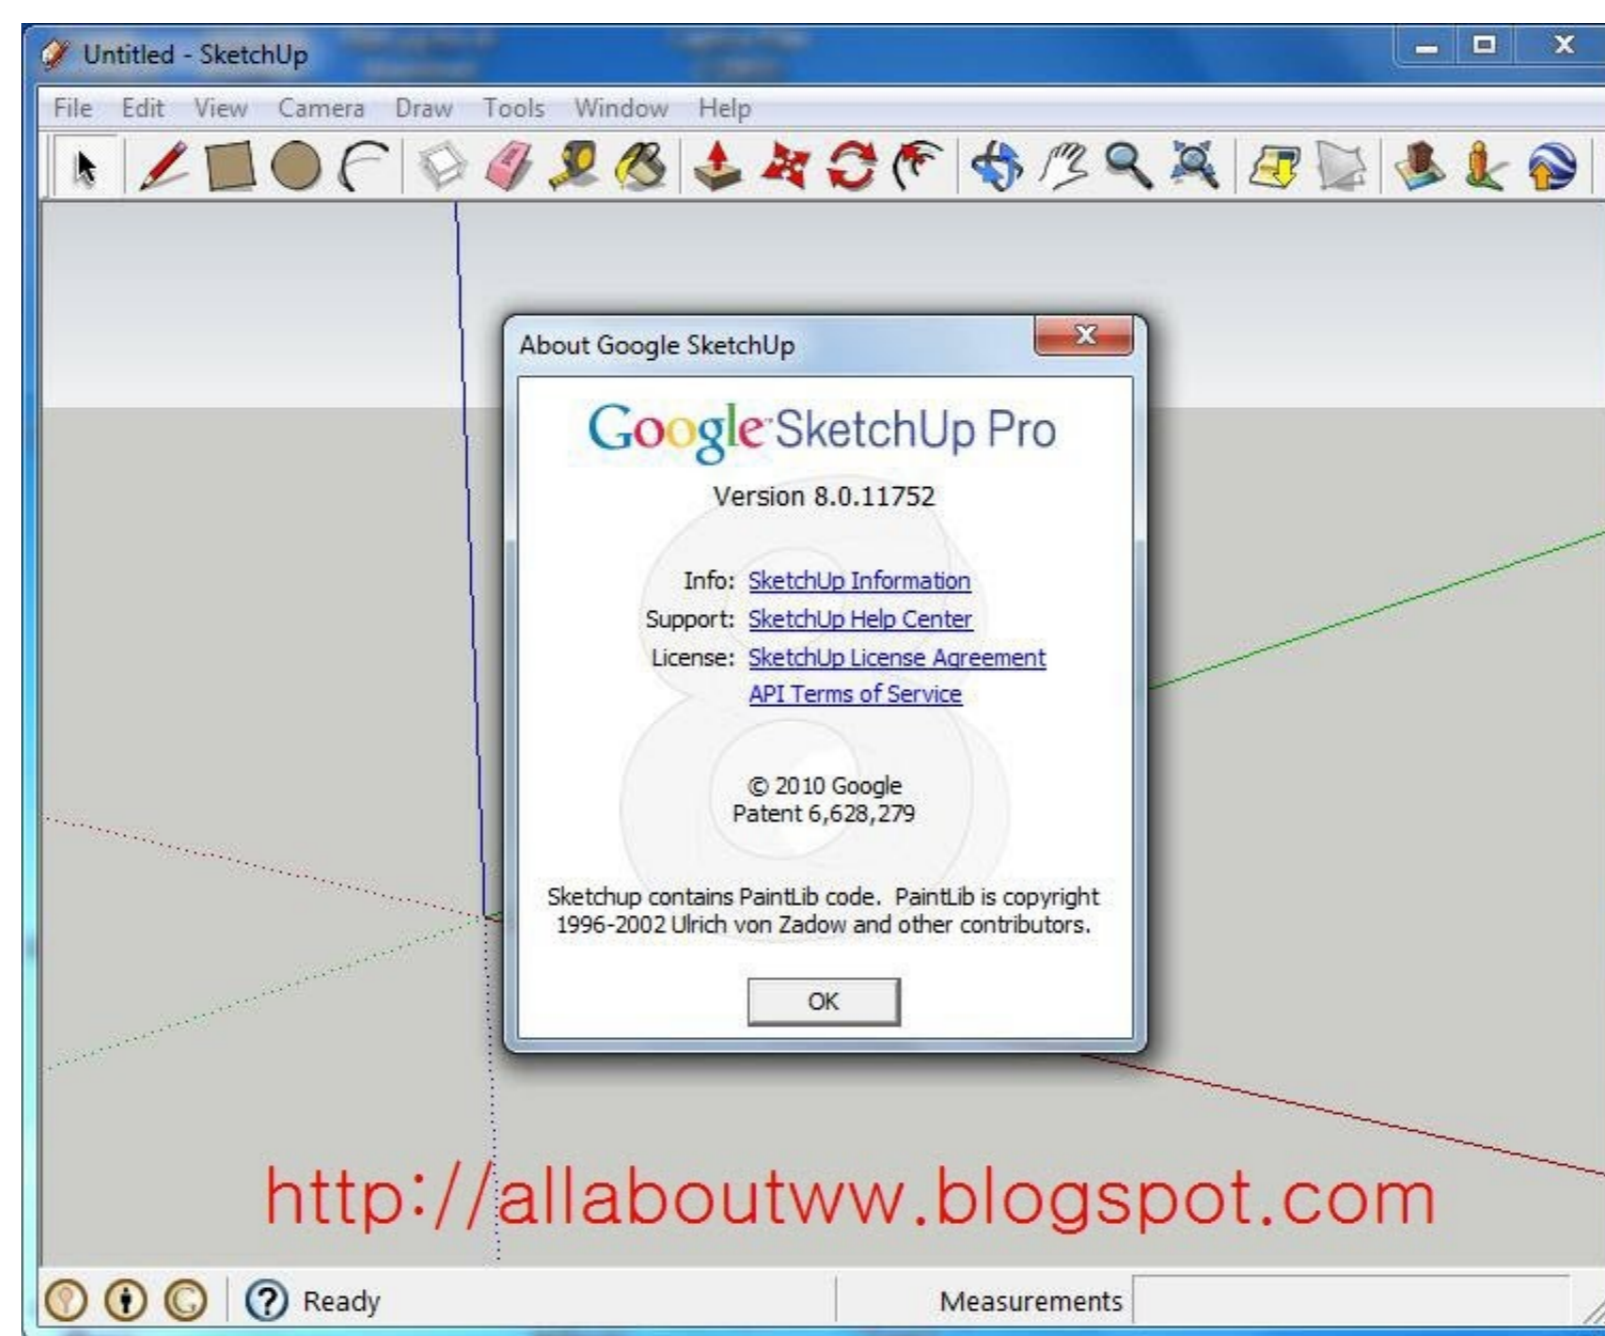 Untitled - SketchUp
File Edit View Camera Draw Tools Window Help
About Google SketchUp
Google™ SketchUp Pro
Version 8.0.11752
Info: SketchUp Information
Support: SketchUp Help Center
License: SketchUp License Agreement
API Terms of Service
© 2010 Google
Patent 6,628,279
Sketchup contains PaintLib code. PaintLib is copyright
1996-2002 Ulrich von Zadow and other contributors.
OK
http://allaboutww.blogspot.com
Ready Measurements